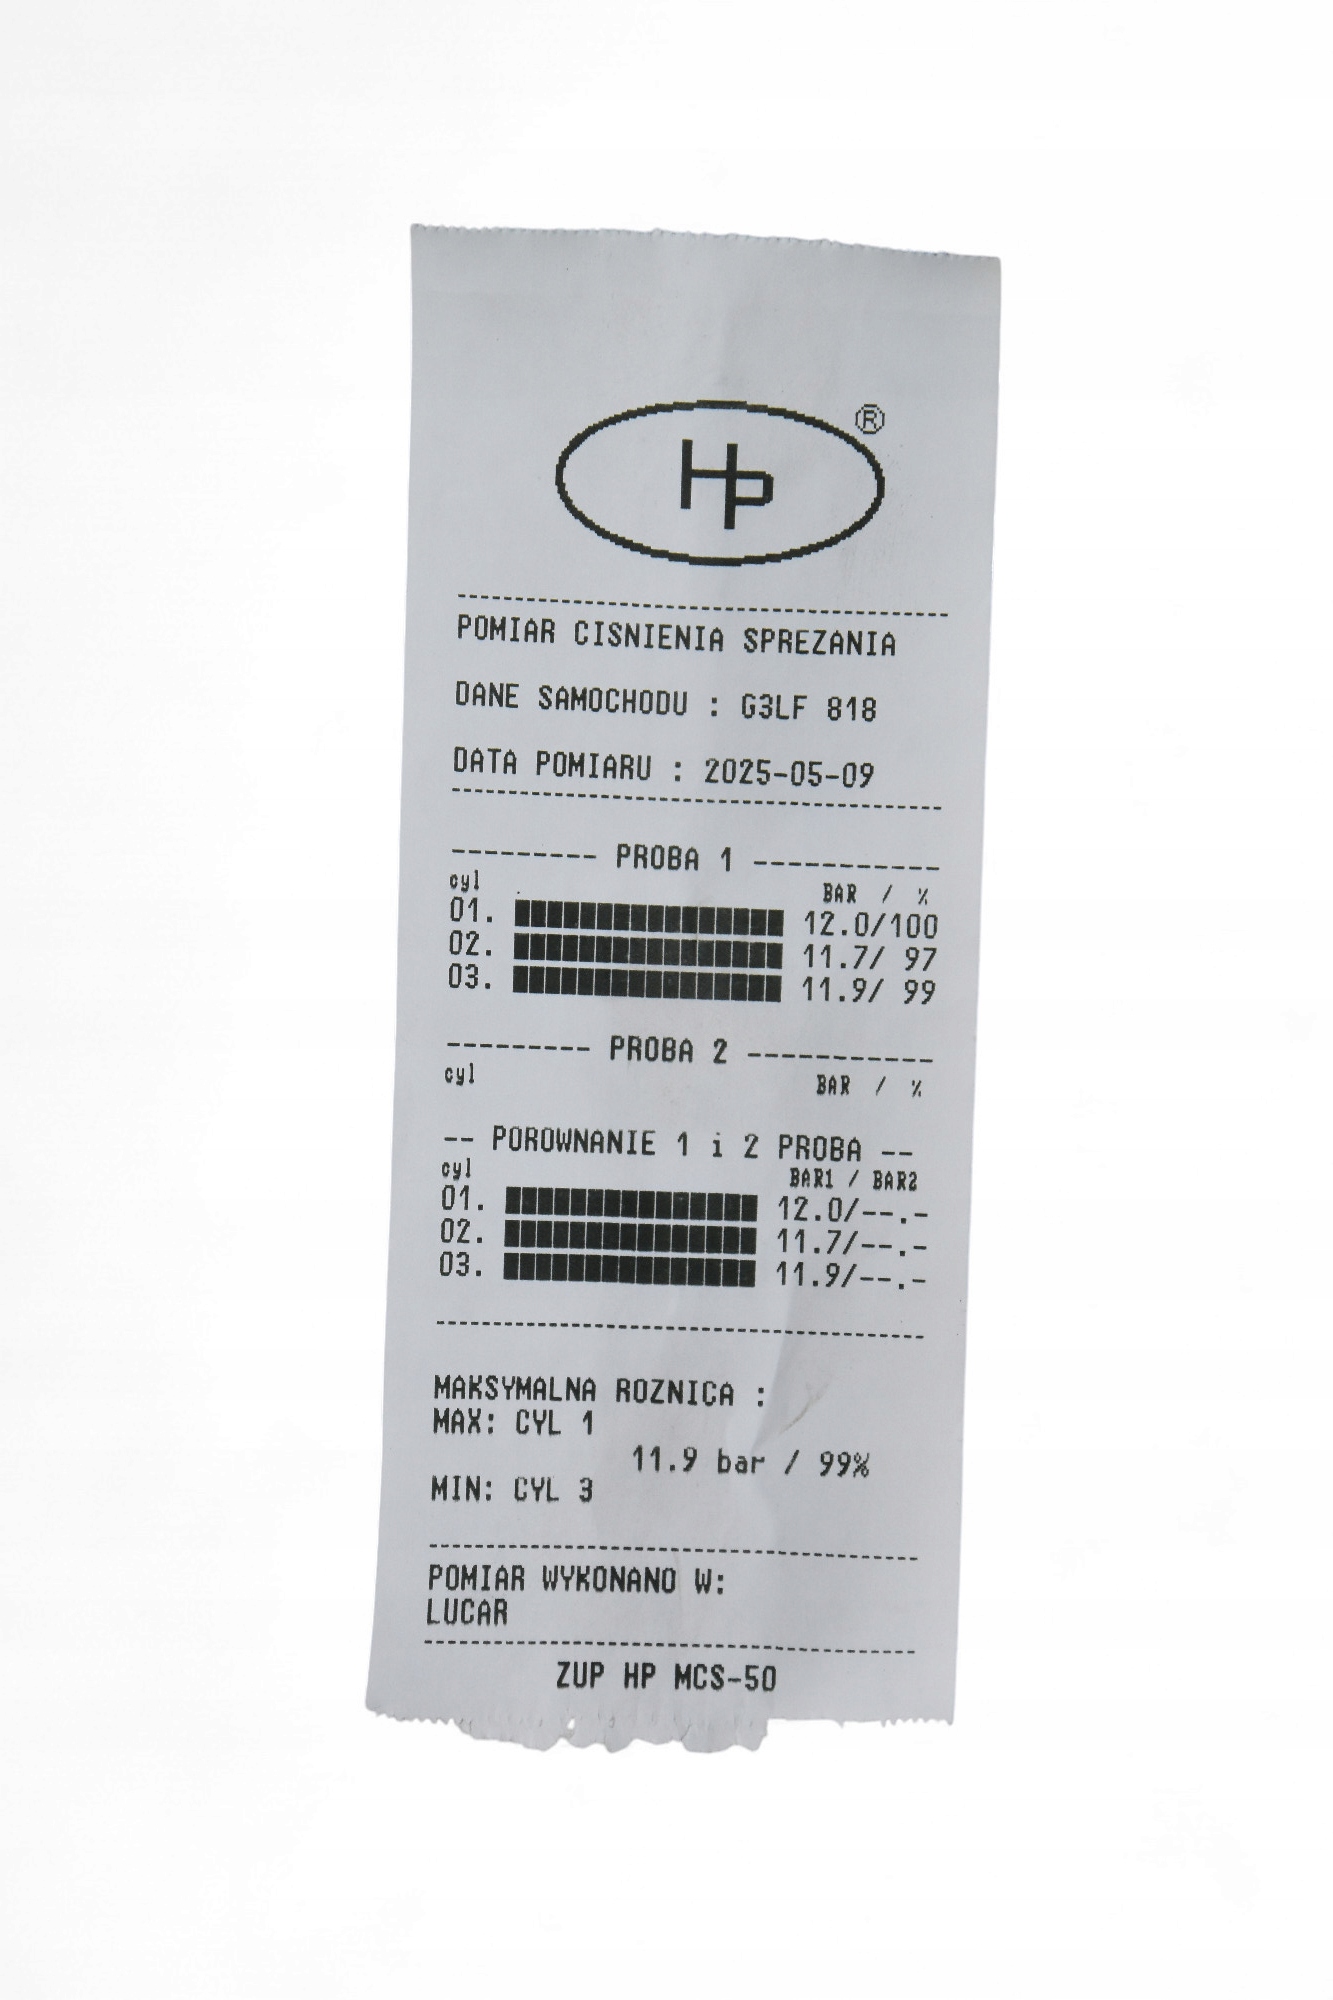 HP ®
POMIAR CISNIENIA SPREZANIA
DANE SAMOCHODU : G3LF 818
DATA POMIARU : 2025-05-09
--------- PROBA 1 -----------
cyl BAR / %
01. 12.0/100
02. 11.7/ 97
03. 11.9/ 99
--------- PROBA 2 -----------
cyl BAR / %
-- POROWNANIE 1 i 2 PROBA --
cyl BAR1 / BAR2
01. 12.0/--.-
02. 11.7/--.-
03. 11.9/--.-
MAKSYMALNA ROZNICA :
MAX: CYL 1
11.9 bar / 99%
MIN: CYL 3
POMIAR WYKONANO W:
LUCAR
ZUP HP MCS-50